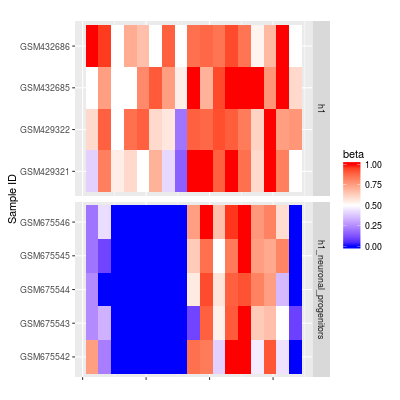 GSM432686
GSM432685
GSM429322
GSM429321
h1
GSM675546
GSM675545
GSM675544
GSM675543
GSM675542
h1_neuronal_progenitors
Sample ID
beta
1.00
0.75
0.50
0.25
0.00